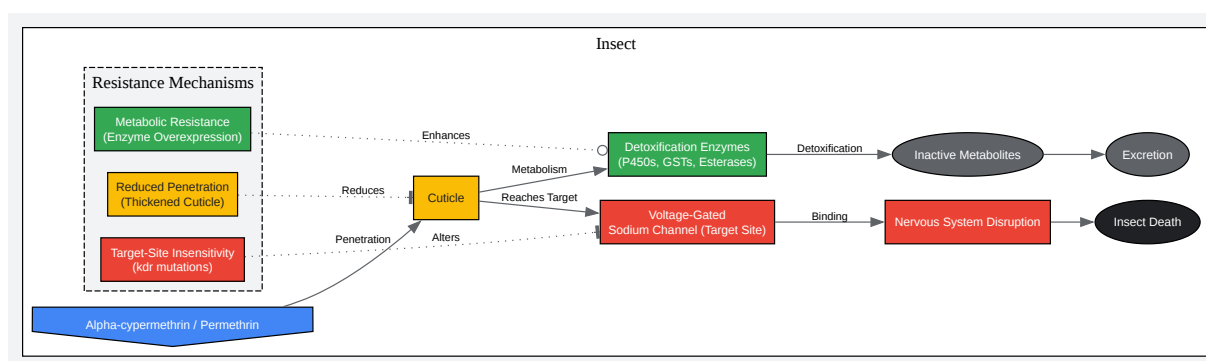 Insect
Resistance Mechanisms
Metabolic Resistance
(Enzyme Overexpression)
Enhances
Detoxification Enzymes
(P450s, GSTs, Esterases)
Detoxification
Inactive Metabolites
Excretion
Reduced Penetration
(Thickened Cuticle)
Reduces
Cuticle
Metabolism
Reaches Target
Voltage-Gated
Sodium Channel (Target Site)
Binding
Nervous System Disruption
Insect Death
Target-Site Insensitivity
(kdr mutations)
Penetration
Alters
Alpha-cypermethrin / Permethrin